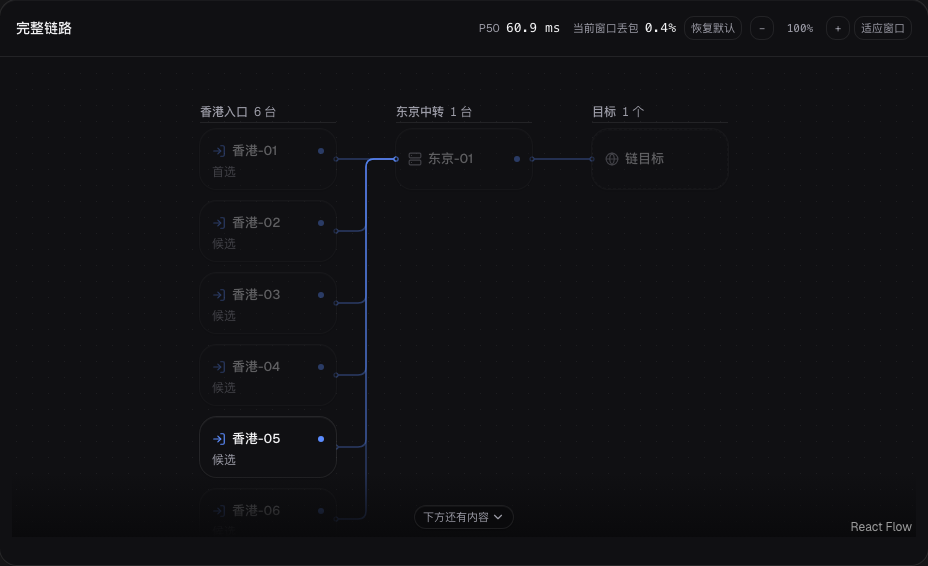 完整链路
P50 60.9 ms 当前窗口丢包 0.4% 恢复默认 − 100% + 适应窗口
香港入口 6 台
东京中转 1 台
目标 1 个
香港-01
首选
东京-01
链目标
香港-02
候选
香港-03
候选
香港-04
候选
香港-05
候选
香港-06
下方还有内容
React Flow